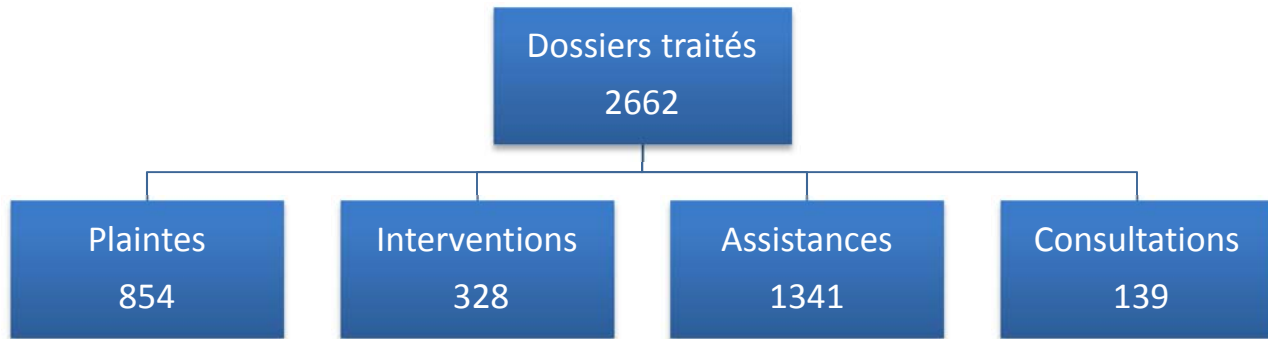 Dossiers traités
2662
Plaintes
854
Interventions
328
Assistances
1341
Consultations
139